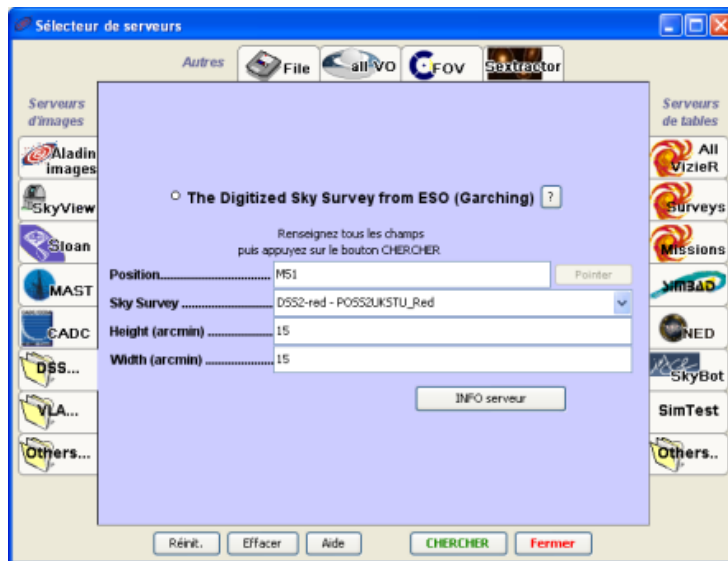 Sélecteur de serveurs
Autres
File
all VO
FOV
Sextractor
Serveurs
d'images
Aladin
images
SkyView
Sloan
MAST
CADC
DSS...
VLA...
Others...
The Digitized Sky Survey from ESO (Garching) ?
Renseignez tous les champs
puis appuyez sur le bouton CHERCHER
Position................................ M51 Pointer
Sky Survey ......................... DSS2-red - POSS2UKSTU_Red
Height (arcmin) .................. 15
Width (arcmin) ................... 15
INFO serveur
Serveurs
de tables
All
VizieR
Surveys
Missions
SIMBAD
NED
SkyBot
SimTest
Others..
Réinit. Effacer Aide CHERCHER Fermer